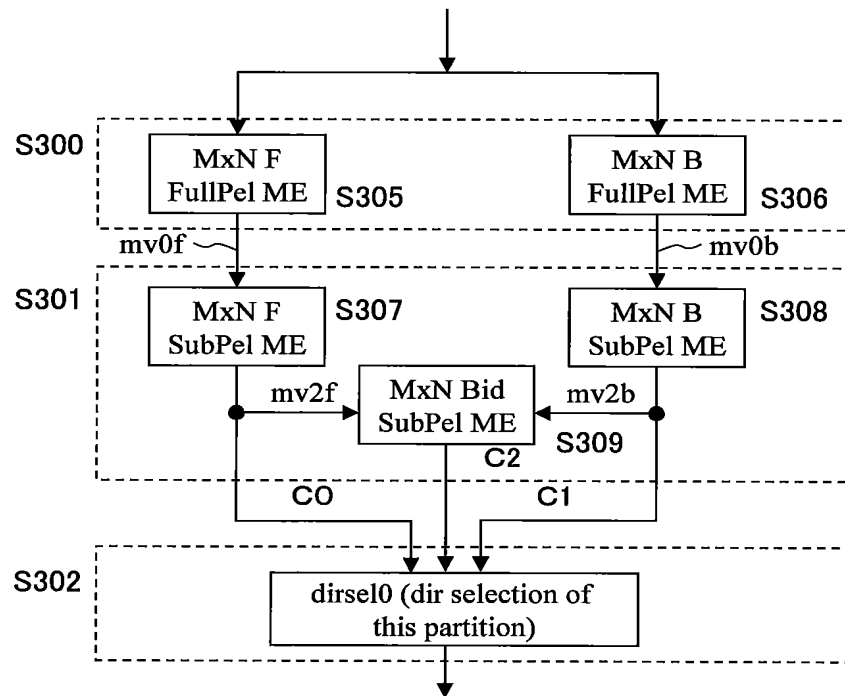 S300
MxN F
FullPel ME
S305
MxN B
FullPel ME
S306
mv0f
mv0b
S301
MxN F
SubPel ME
S307
MxN B
SubPel ME
S308
mv2f
MxN Bid
SubPel ME
mv2b
S309
C2
C0
C1
S302
dirsel0 (dir selection of
this partition)